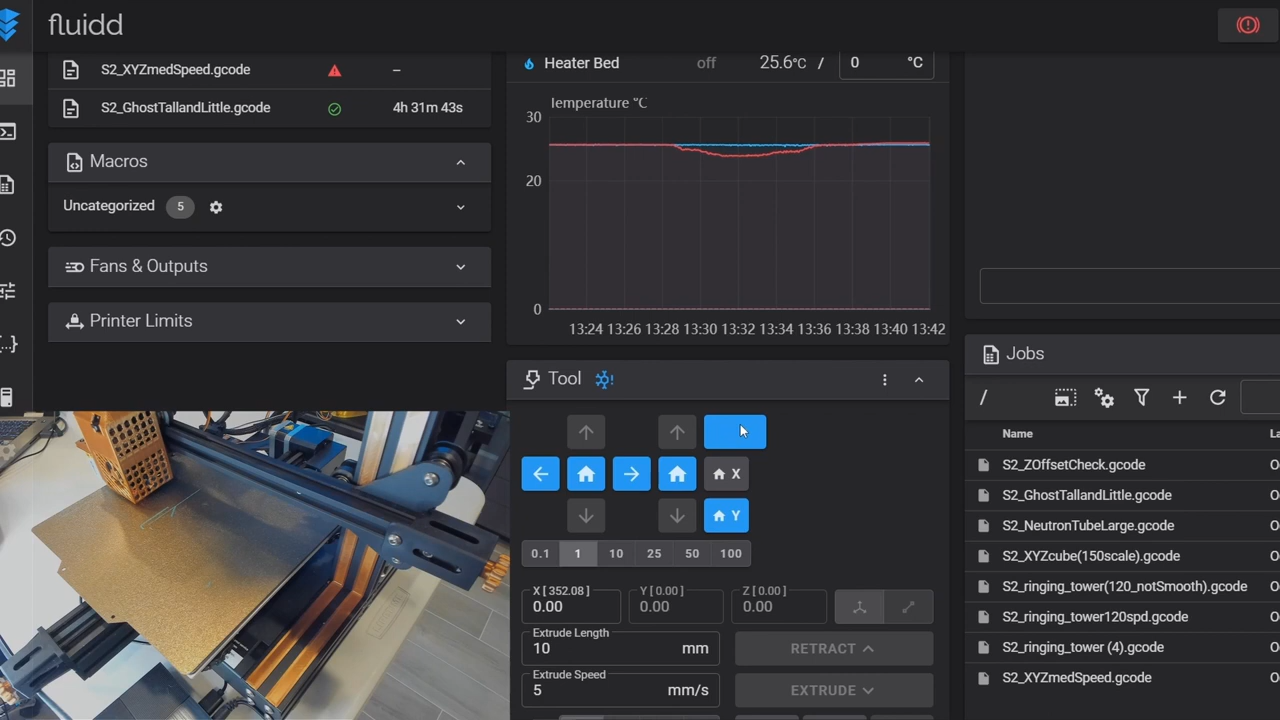 fluidd
S2_XYZmedSpeed.gcode –
S2_GhostTallandLittle.gcode 4h 31m 43s
Macros
Uncategorized 5
Fans & Outputs
Printer Limits
Heater Bed off 25.6°C / 0 °C
Temperature °C
30
20
0
13:24 13:26 13:28 13:30 13:32 13:34 13:36 13:38 13:40 13:42
Tool
X
Y
0.1 1 10 25 50 100
X [ 352.08 ] Y [ 0.00 ] Z [ 0.00 ]
0.00 0.00 0.00
Extrude Length
10 mm
RETRACT
Extrude Speed
5 mm/s
EXTRUDE
Jobs
/
Name
S2_ZOffsetCheck.gcode
S2_GhostTallandLittle.gcode
S2_NeutronTubeLarge.gcode
S2_XYZcube(150scale).gcode
S2_ringing_tower(120_notSmooth).gcode
S2_ringing_tower120spd.gcode
S2_ringing_tower (4).gcode
S2_XYZmedSpeed.gcode